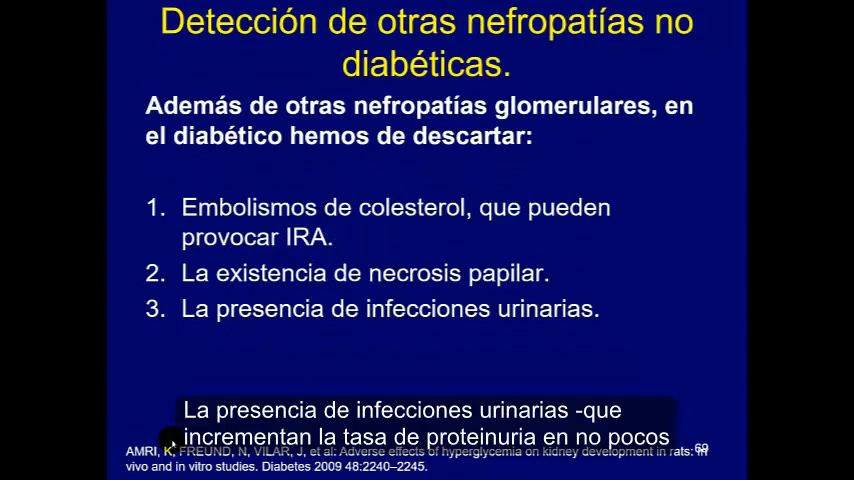 Detección de otras nefropatías no
diabéticas.
Además de otras nefropatías glomerulares, en
el diabético hemos de descartar:
1. Embolismos de colesterol, que pueden
provocar IRA.
2. La existencia de necrosis papilar.
3. La presencia de infecciones urinarias.
La presencia de infecciones urinarias -que
incrementan la tasa de proteinuria en no pocos
69
AMRI, K, FREUND, N, VILAR, J, et al: Adverse effects of hyperglycemia on kidney development in rats: in
vivo and in vitro studies. Diabetes 2009 48:2240–2245.